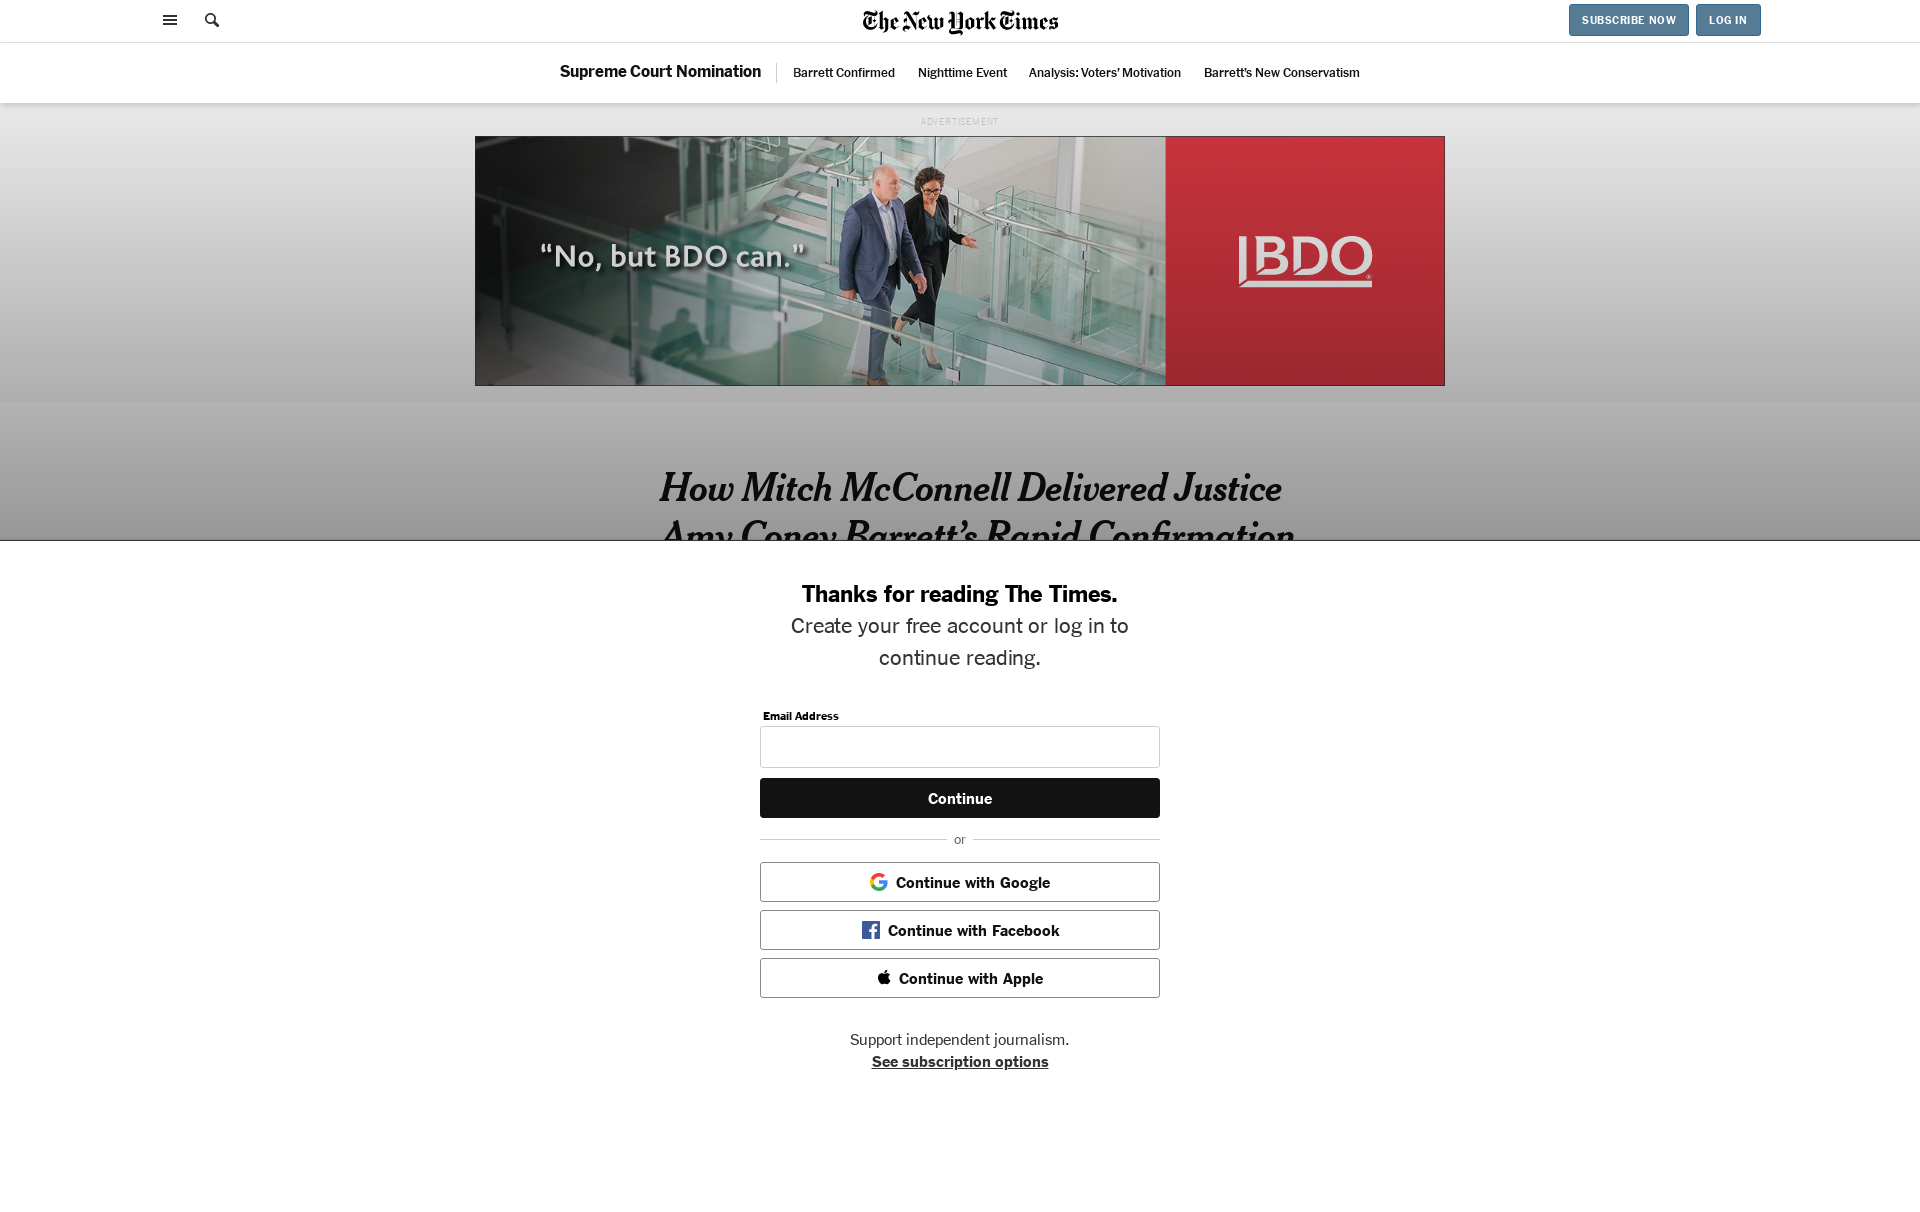 The New York Times
SUBSCRIBE NOW
LOG IN
Supreme Court Nomination
Barrett Confirmed
Nighttime Event
Analysis: Voters' Motivation
Barrett's New Conservatism
ADVERTISEMENT
“No, but BDO can.”
BDO
How Mitch McConnell Delivered Justice
Amy Coney Barrett's Rapid Confirmation
Thanks for reading The Times.
Create your free account or log in to
continue reading.
Email Address
Continue
or
Continue with Google
Continue with Facebook
Continue with Apple
Support independent journalism.
See subscription options